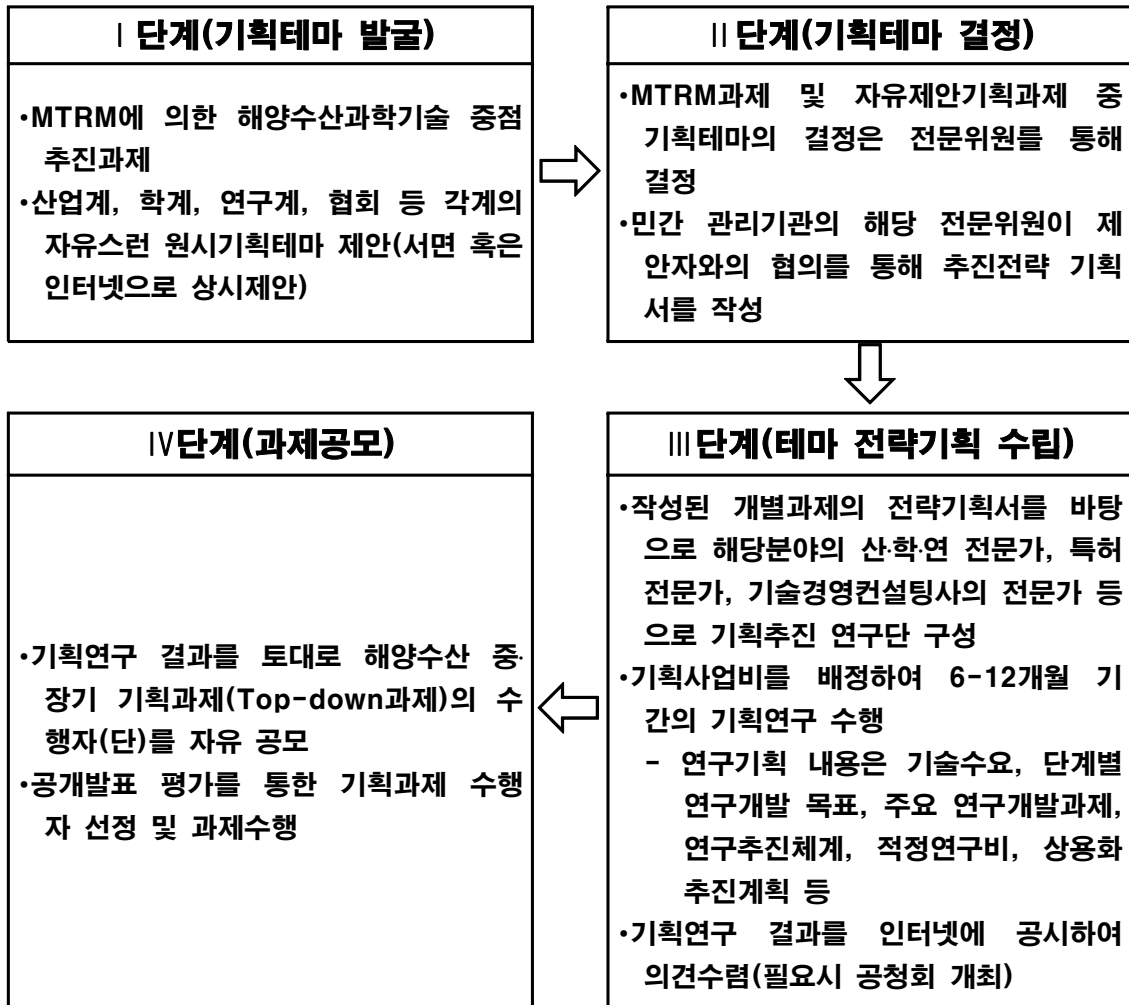 Ⅰ단계(기획테마 발굴)
·MTRM에 의한 해양수산과학기술 중점
추진과제
·산업계, 학계, 연구계, 협회 등 각계의
자유스런 원시기획테마 제안(서면 혹은
인터넷으로 상시제안)
Ⅱ단계(기획테마 결정)
·MTRM과제 및 자유제안기획과제 중
기획테마의 결정은 전문위원를 통해
결정
·민간 관리기관의 해당 전문위원이 제
안자와의 협의를 통해 추진전략 기획
서를 작성
Ⅲ단계(테마 전략기획 수립)
·작성된 개별과제의 전략기획서를 바탕
으로 해당분야의 산·학·연 전문가, 특허
전문가, 기술경영컨설팅사의 전문가 등
으로 기획추진 연구단 구성
·기획사업비를 배정하여 6-12개월 기
간의 기획연구 수행
- 연구기획 내용은 기술수요, 단계별
연구개발 목표, 주요 연구개발과제,
연구추진체계, 적정연구비, 상용화
추진계획 등
·기획연구 결과를 인터넷에 공시하여
의견수렴(필요시 공청회 개최)
Ⅳ단계(과제공모)
·기획연구 결과를 토대로 해양수산 중·
장기 기획과제(Top-down과제)의 수
행자(단)를 자유 공모
·공개발표 평가를 통한 기획과제 수행
자 선정 및 과제수행